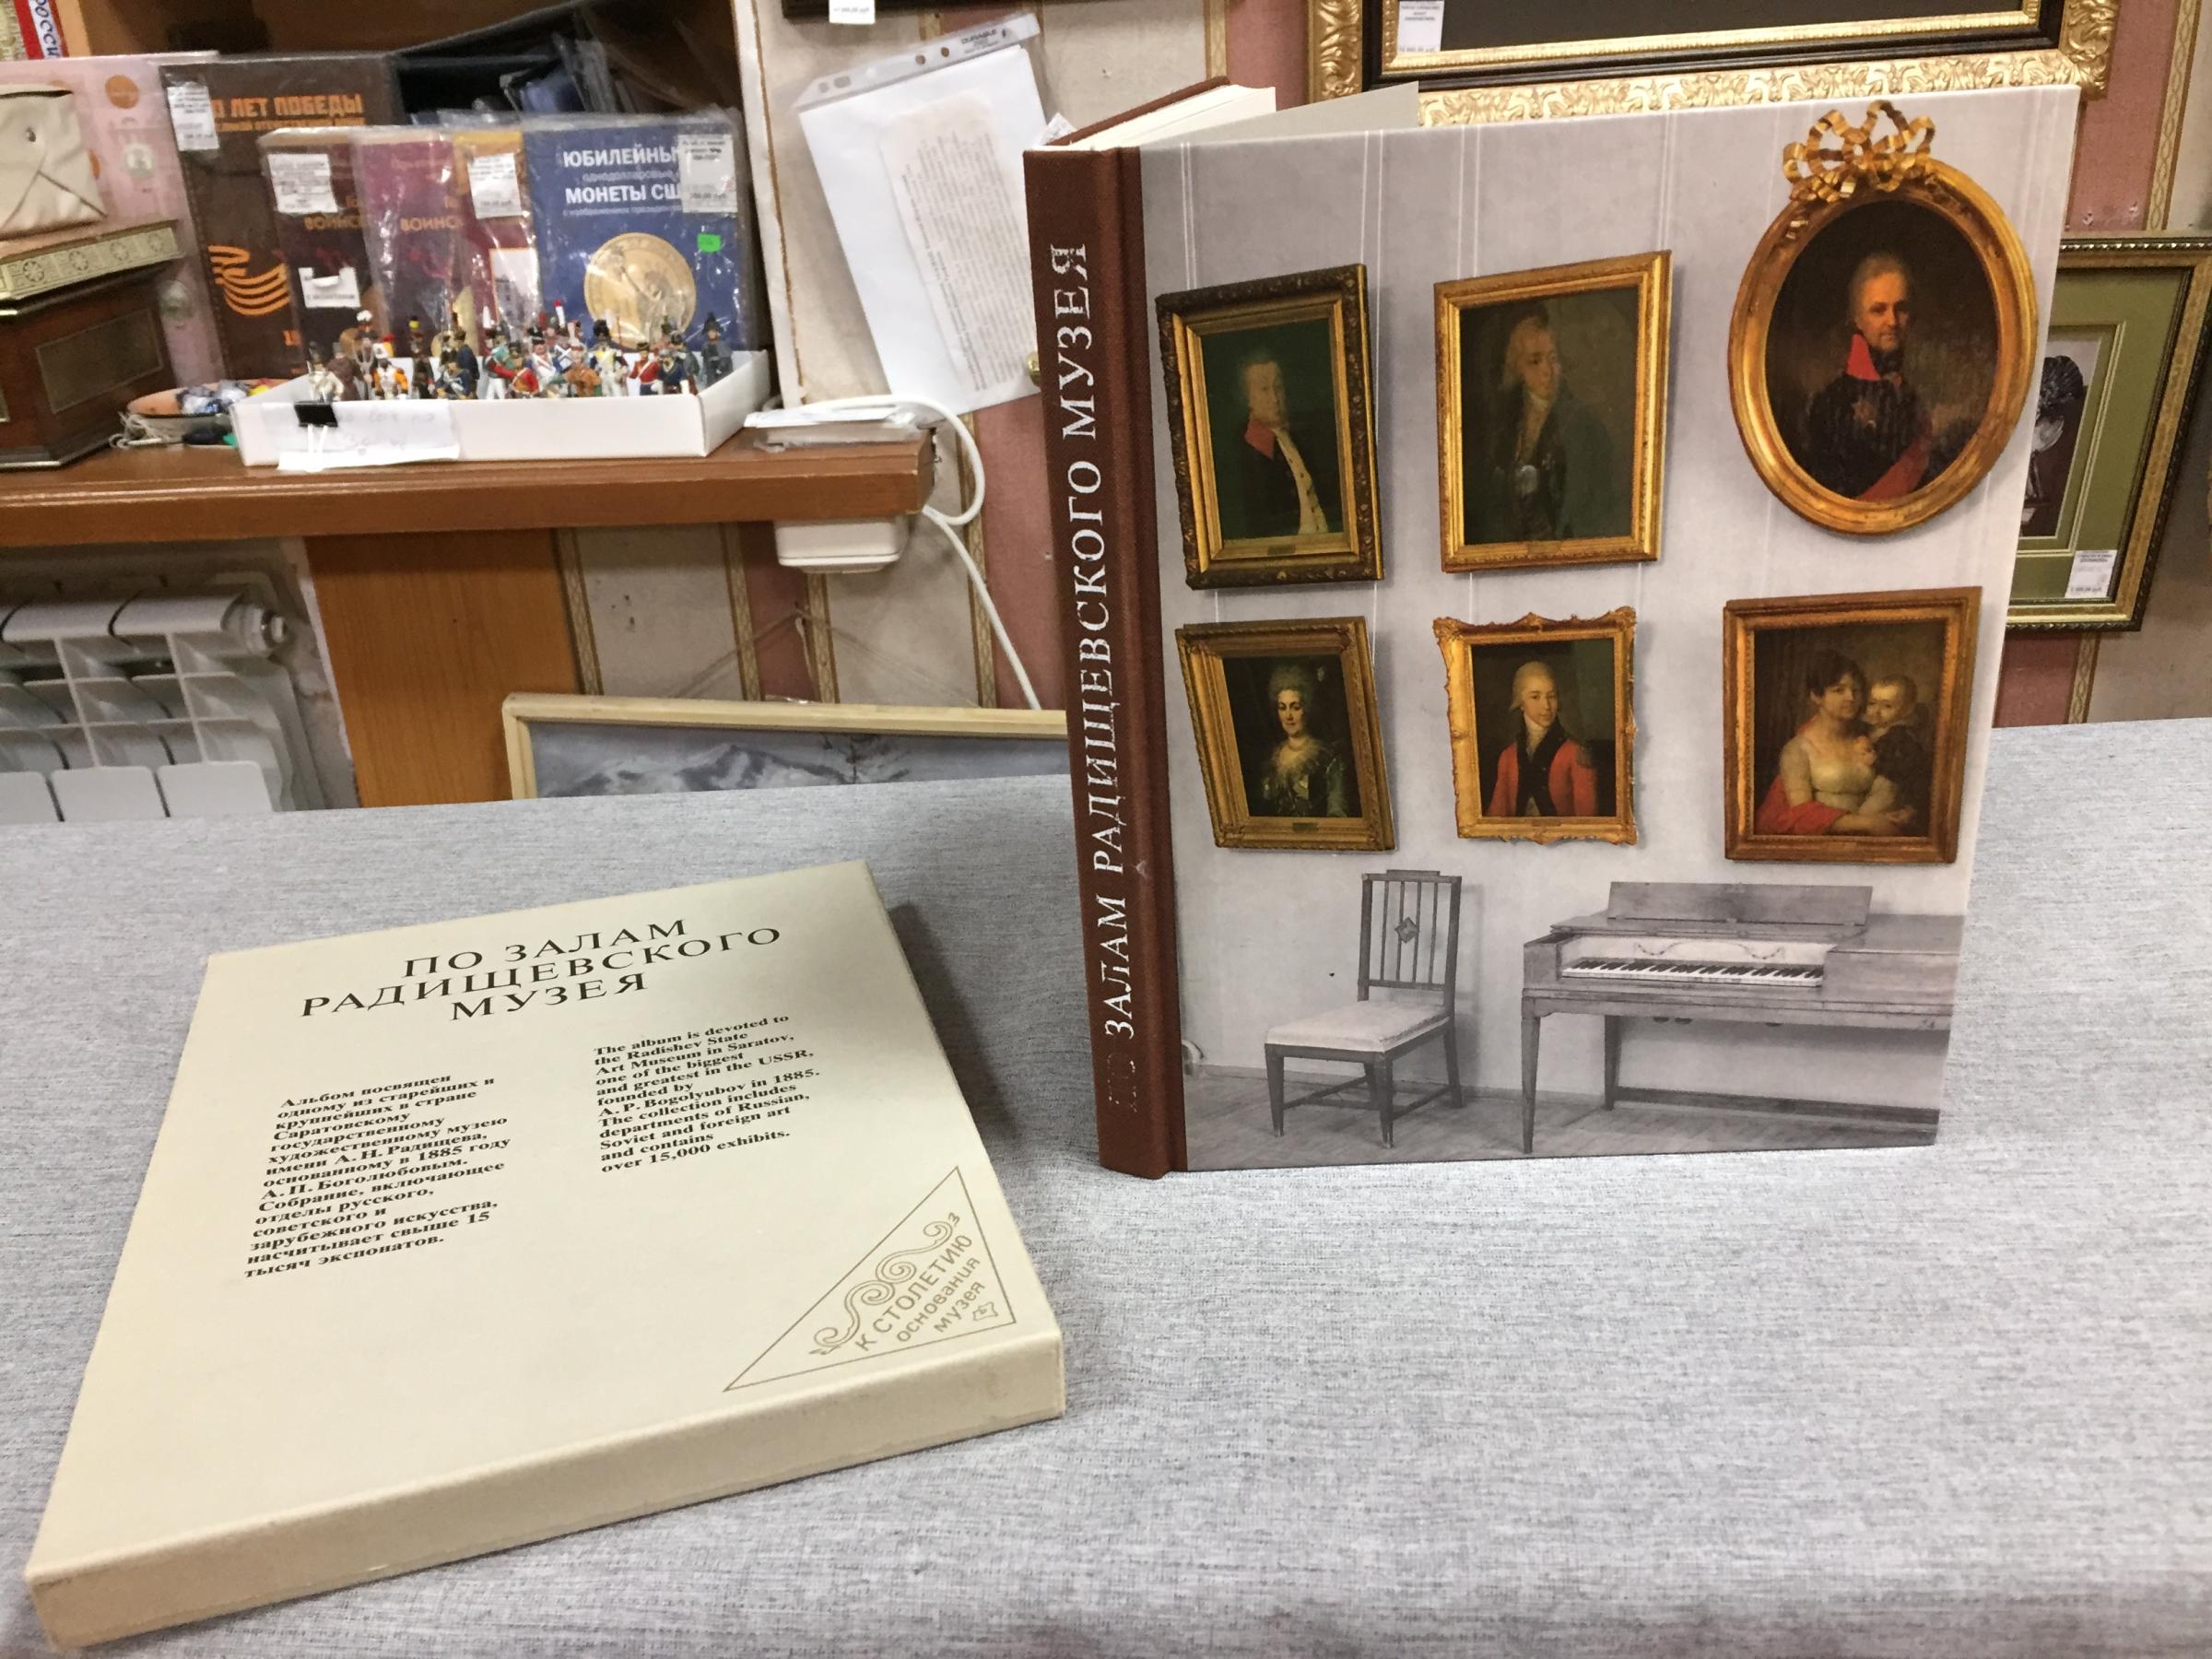 ЛЕТ ПОБЕДЫ
ЮБИЛЕЙНЫ
однодолларовые
МОНЕТЫ СШ
ВОИНСК
ВОИНС
ЗАЛАМ РАДИЩЕВСКОГО МУЗЕЯ
ПО ЗАЛАМ
РАДИЩЕВСКОГО
МУЗЕЯ
Альбом посвящен
одному из старейших и
крупнейших в стране
Саратовскому
государственному
художественному музею
имени А. Н. Радищева,
основанному в 1885 году
А. П. Боголюбовым.
Собрание, включающее
отделы русского,
советского и
зарубежного искусства,
насчитывает свыше 15
тысяч экспонатов.
The album is devoted to
the Radishev State
Art Museum in Saratov,
one of the biggest
and greatest in the USSR,
founded by
A. P. Bogolyubov in 1885.
The collection includes
departments of Russian,
Soviet and foreign art
and contains
over 15,000 exhibits.
К СТОЛЕТИЮ
основания
музея